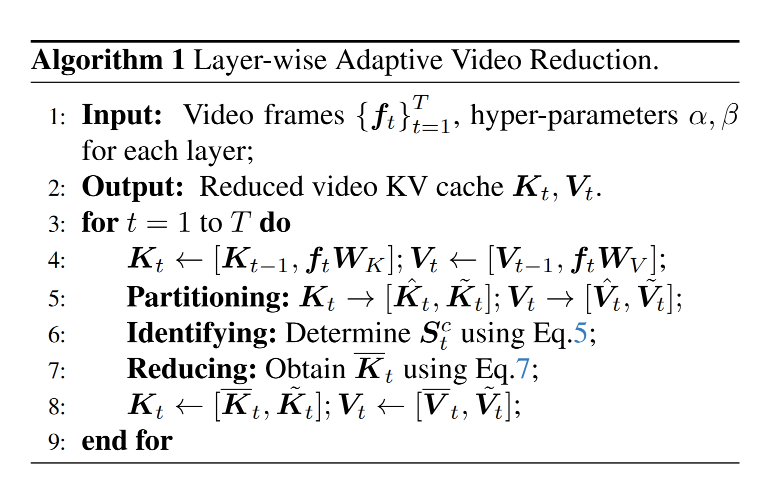 Algorithm 1 Layer-wise Adaptive Video Reduction.
1: Input: Video frames $\{\boldsymbol{f}_t\}_{t=1}^{T}$, hyper-parameters $\alpha, \beta$
for each layer;
2: Output: Reduced video KV cache $\boldsymbol{K}_t, \boldsymbol{V}_t$.
3: for $t = 1$ to $T$ do
4: $\boldsymbol{K}_t \leftarrow [\boldsymbol{K}_{t-1}, \boldsymbol{f}_t \boldsymbol{W}_K]; \boldsymbol{V}_t \leftarrow [\boldsymbol{V}_{t-1}, \boldsymbol{f}_t \boldsymbol{W}_V];$
5: Partitioning: $\boldsymbol{K}_t \rightarrow [\hat{\boldsymbol{K}}_t, \tilde{\boldsymbol{K}}_t]; \boldsymbol{V}_t \rightarrow [\hat{\boldsymbol{V}}_t, \tilde{\boldsymbol{V}}_t];$
6: Identifying: Determine $\boldsymbol{S}_t^c$ using Eq.5;
7: Reducing: Obtain $\overline{\boldsymbol{K}}_t$ using Eq.7;
8: $\boldsymbol{K}_t \leftarrow [\overline{\boldsymbol{K}}_t, \tilde{\boldsymbol{K}}_t]; \boldsymbol{V}_t \leftarrow [\overline{\boldsymbol{V}}_t, \tilde{\boldsymbol{V}}_t];$
9: end for